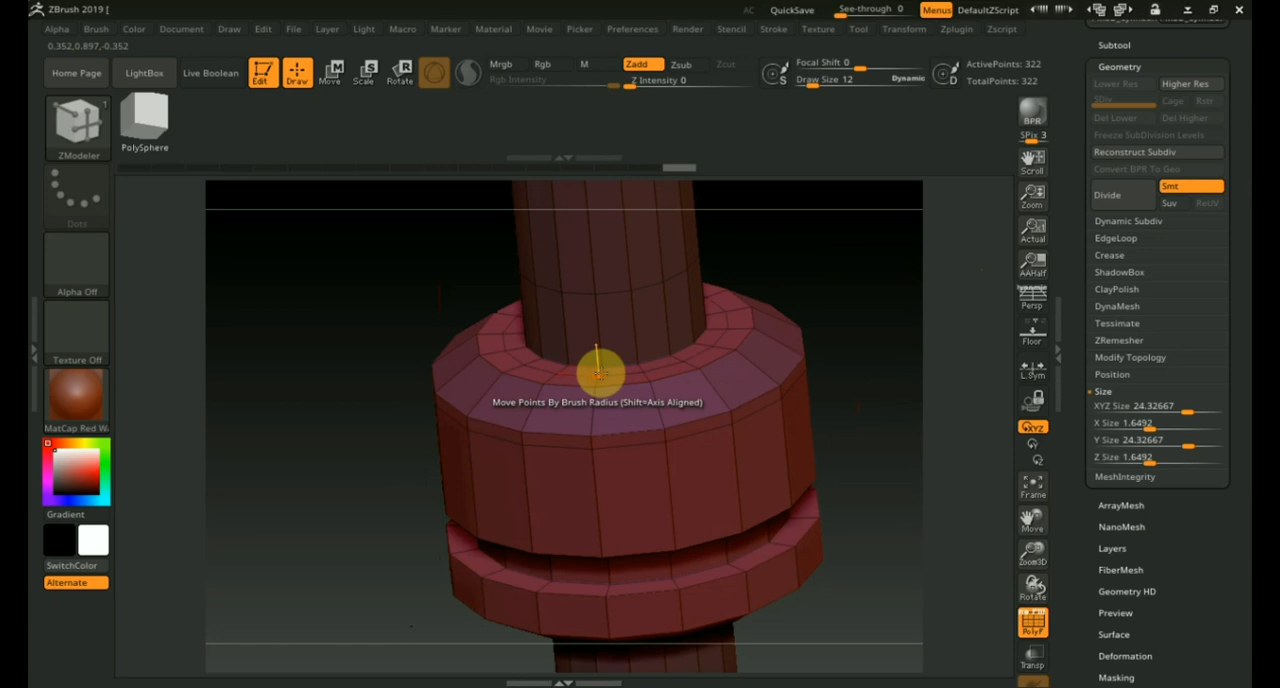 ZBrush 2019 [
AC QuickSave See-through 0 Menus DefaultZScript
Alpha Brush Color Document Draw Edit File Layer Light Macro Marker Material Movie Picker Preferences Render Stencil Stroke Texture Tool Transform Zplugin Zscript
0.352,0.897,-0.352
Home Page LightBox Live Boolean Edit Draw Move Scale Rotate
Mrgb Rgb M Zadd Zsub Zcut
Rgb Intensity Z Intensity 0
Focal Shift 0
Draw Size 12 Dynamic
ActivePoints: 322
TotalPoints: 322
ZModeler 1
PolySphere
Dots
Alpha Off
Texture Off
MatCap Red Wa
Gradient
SwitchColor
Alternate
Move Points By Brush Radius (Shift=Axis Aligned)
BPR
SPix 3
Scroll
Zoom
Actual
AAHalf
Dynamic
Persp
Floor
L.Sym
XYZ
Frame
Move
Zoom3D
Rotate
PolyF
Transp
Subtool
Geometry
Lower Res Higher Res
SDiv Cage Rstr
Del Lower Del Higher
Freeze SubDivision Levels
Reconstruct Subdiv
Convert BPR To Geo
Divide Smt
Suv ReUV
Dynamic Subdiv
EdgeLoop
Crease
ShadowBox
ClayPolish
DynaMesh
Tessimate
ZRemesher
Modify Topology
Position
Size
XYZ Size 24.32667
X Size 1.6492
Y Size 24.32667
Z Size 1.6492
MeshIntegrity
ArrayMesh
NanoMesh
Layers
FiberMesh
Geometry HD
Preview
Surface
Deformation
Masking